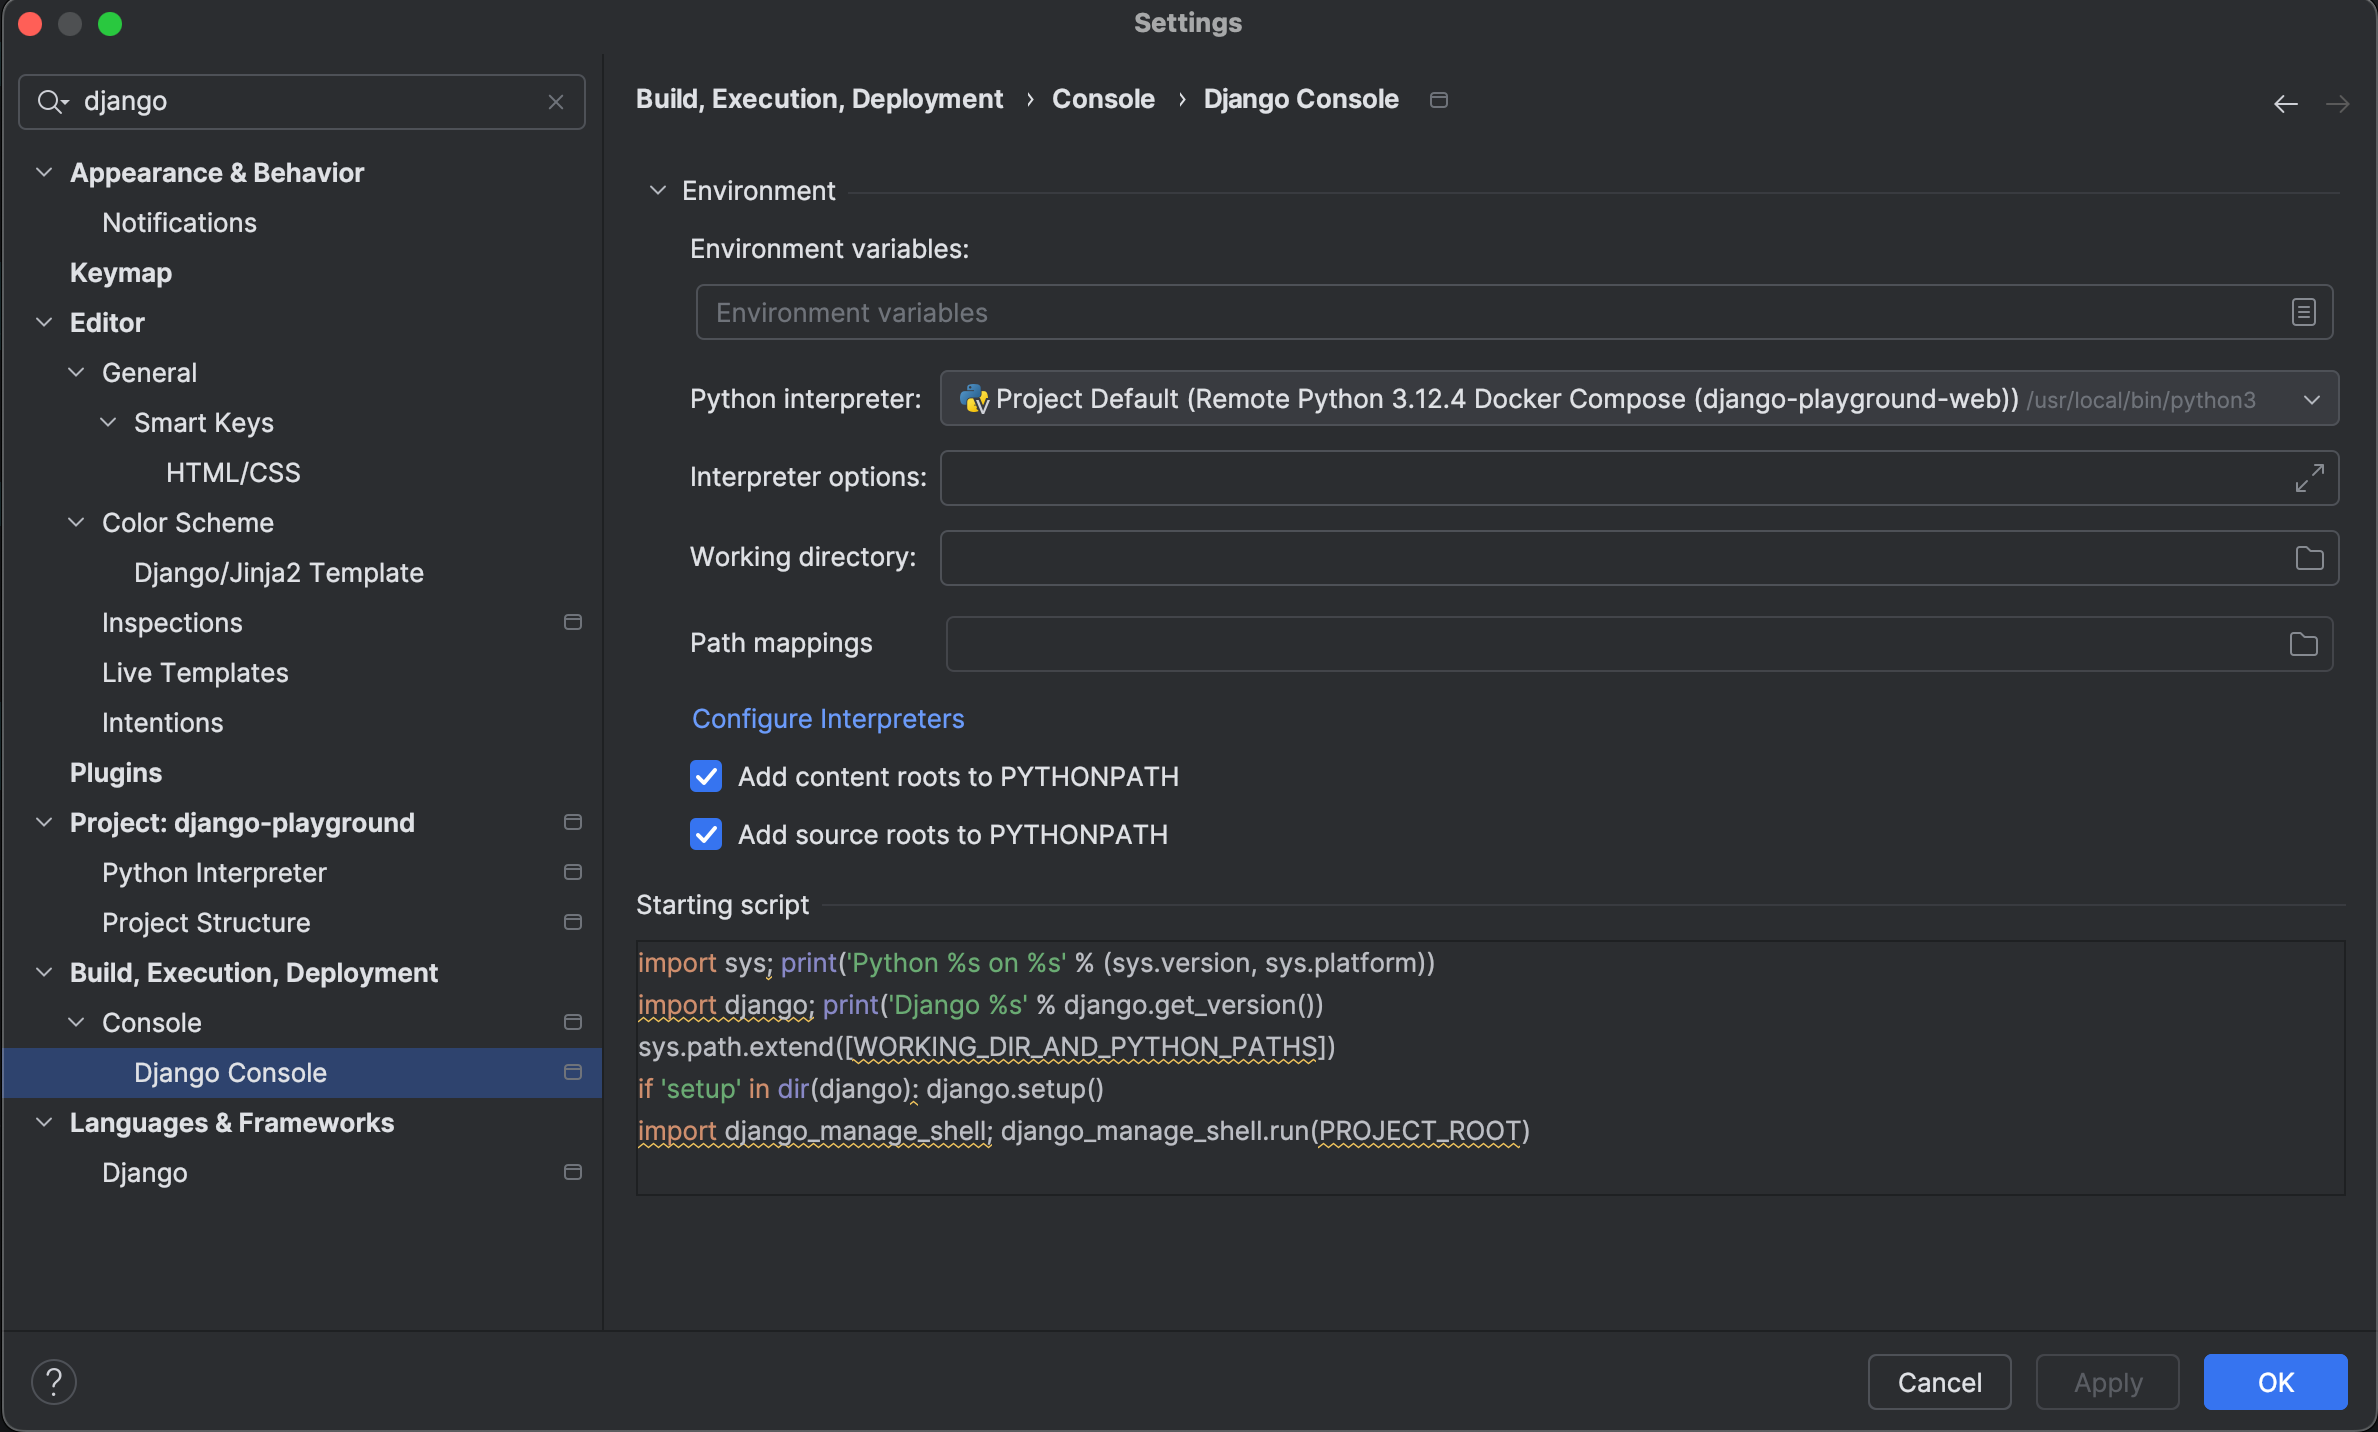 Settings
django
Appearance & Behavior
Notifications
Keymap
Editor
General
Smart Keys
HTML/CSS
Color Scheme
Django/Jinja2 Template
Inspections
Live Templates
Intentions
Plugins
Project: django-playground
Python Interpreter
Project Structure
Build, Execution, Deployment
Console
Django Console
Languages & Frameworks
Django
Build, Execution, Deployment › Console › Django Console
Environment
Environment variables:
Environment variables
Python interpreter: Project Default (Remote Python 3.12.4 Docker Compose (django-playground-web)) /usr/local/bin/python3
Interpreter options:
Working directory:
Path mappings
Configure Interpreters
Add content roots to PYTHONPATH
Add source roots to PYTHONPATH
Starting script
import sys; print('Python %s on %s' % (sys.version, sys.platform))
import django; print('Django %s' % django.get_version())
sys.path.extend([WORKING_DIR_AND_PYTHON_PATHS])
if 'setup' in dir(django): django.setup()
import django_manage_shell; django_manage_shell.run(PROJECT_ROOT)
?
Cancel
Apply
OK